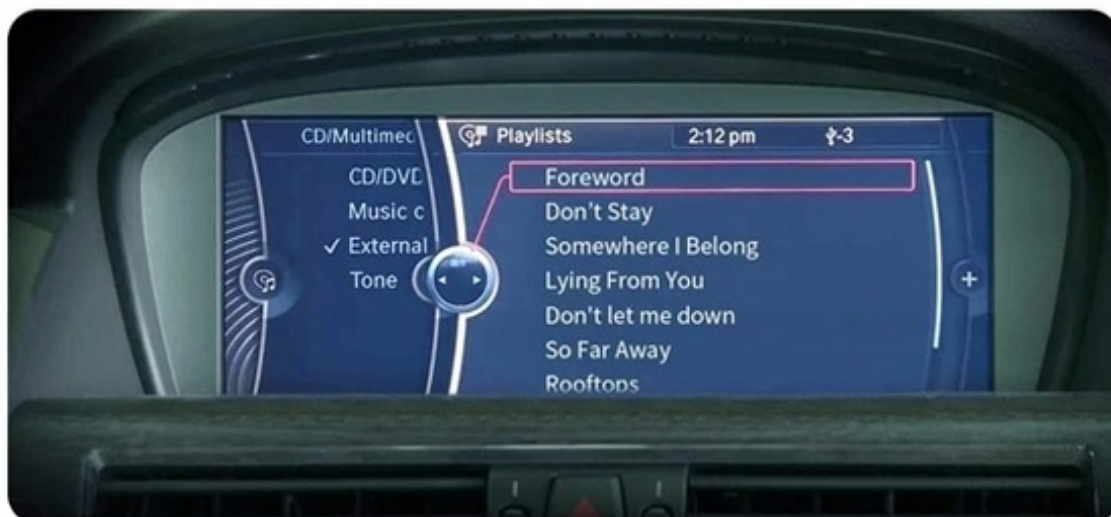 CD/Multimec
CD/DVD
Music c
✓ External
Tone
Playlists 2:12 pm -3
Foreword
Don't Stay
Somewhere I Belong
Lying From You
Don't let me down
So Far Away
Rooftops
+